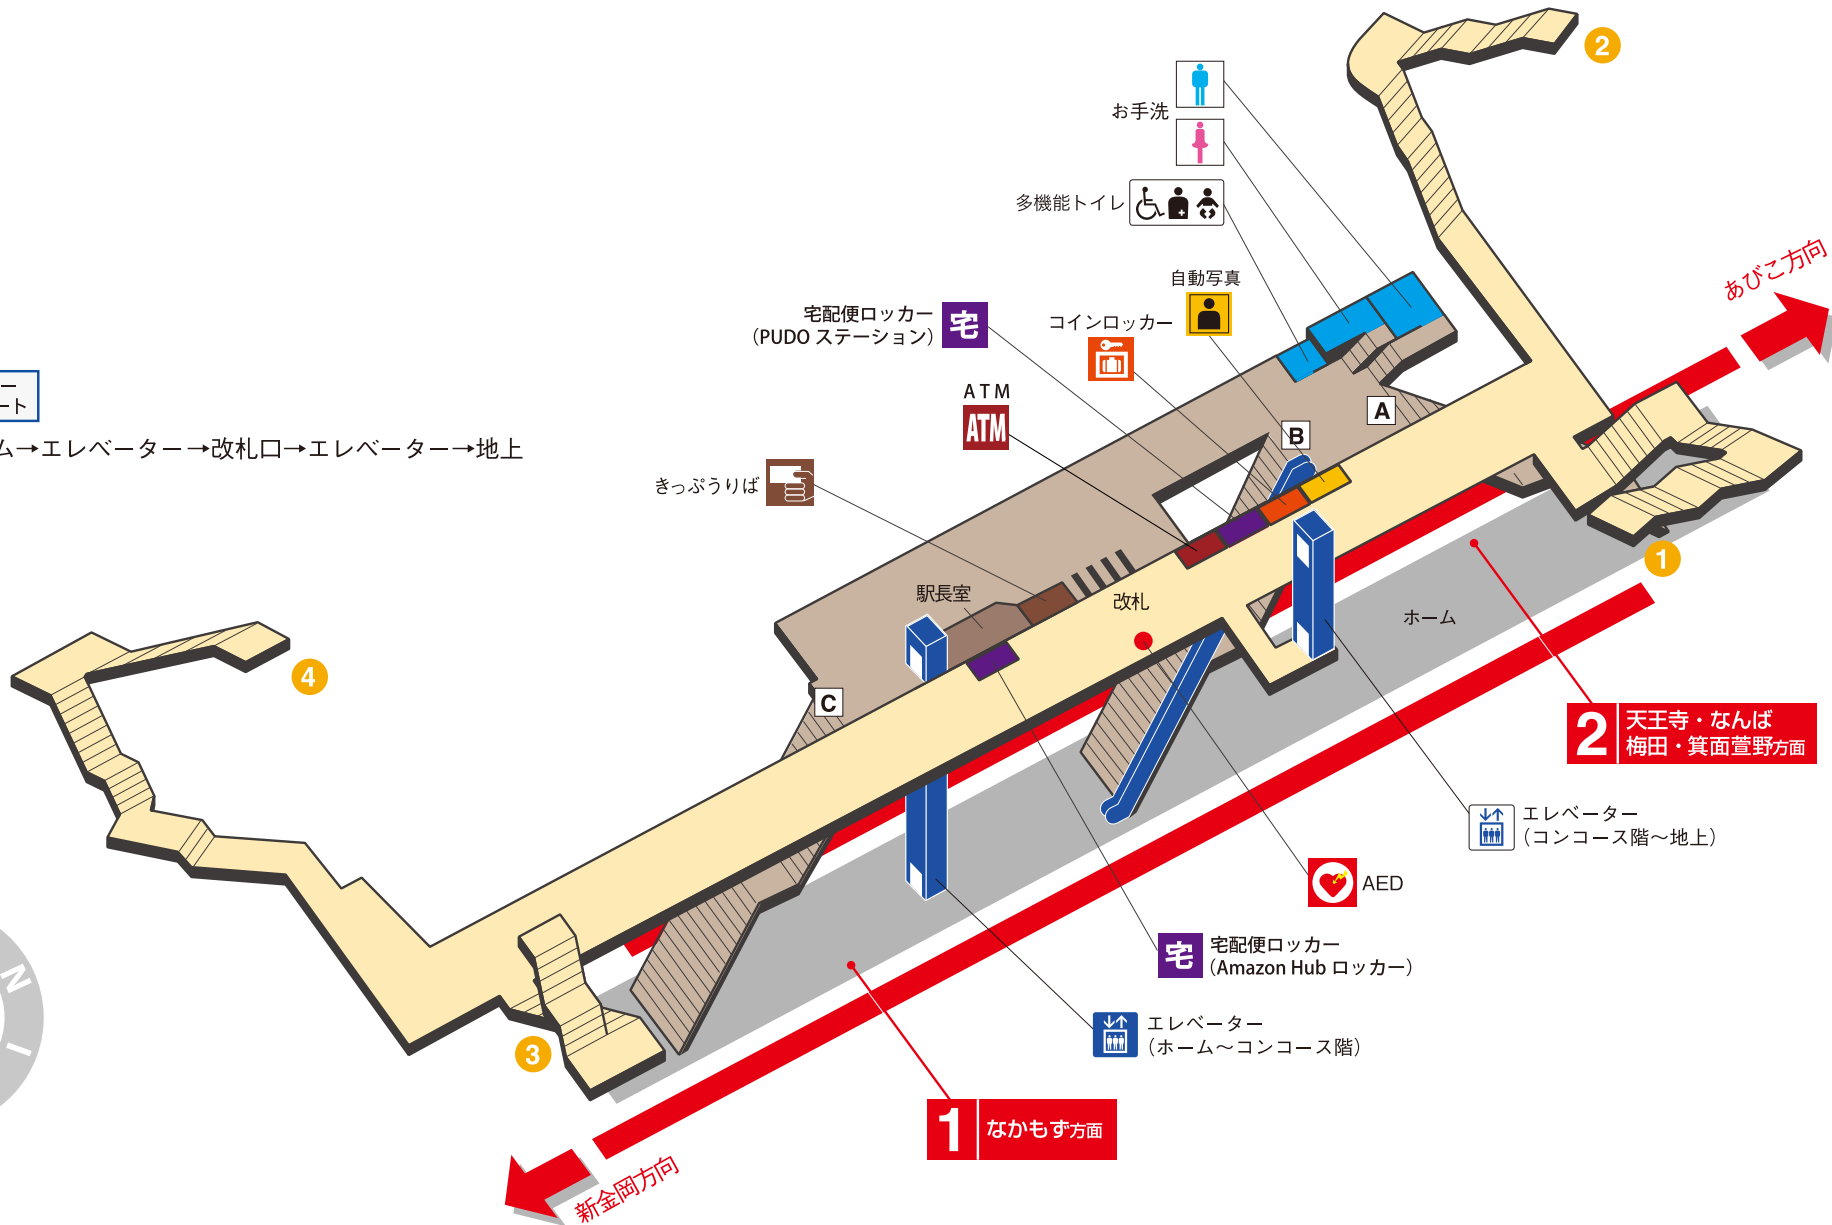 2
お手洗
多機能トイレ
あびこ方向
自動写真
宅配便ロッカー
（PUDO ステーション）
宅
コインロッカー
ATM
ATM
A
B
ー
ート
ム→エレベーター→改札口→エレベーター→地上
きっぷうりば
1
駅長室
改札
ホーム
4
C
2
天王寺・なんば
梅田・箕面萱野方面
エレベーター
（コンコース階～地上）
AED
宅
宅配便ロッカー
（Amazon Hub ロッカー）
N
エレベーター
（ホーム～コンコース階）
3
1
なかもず方面
新金岡方向